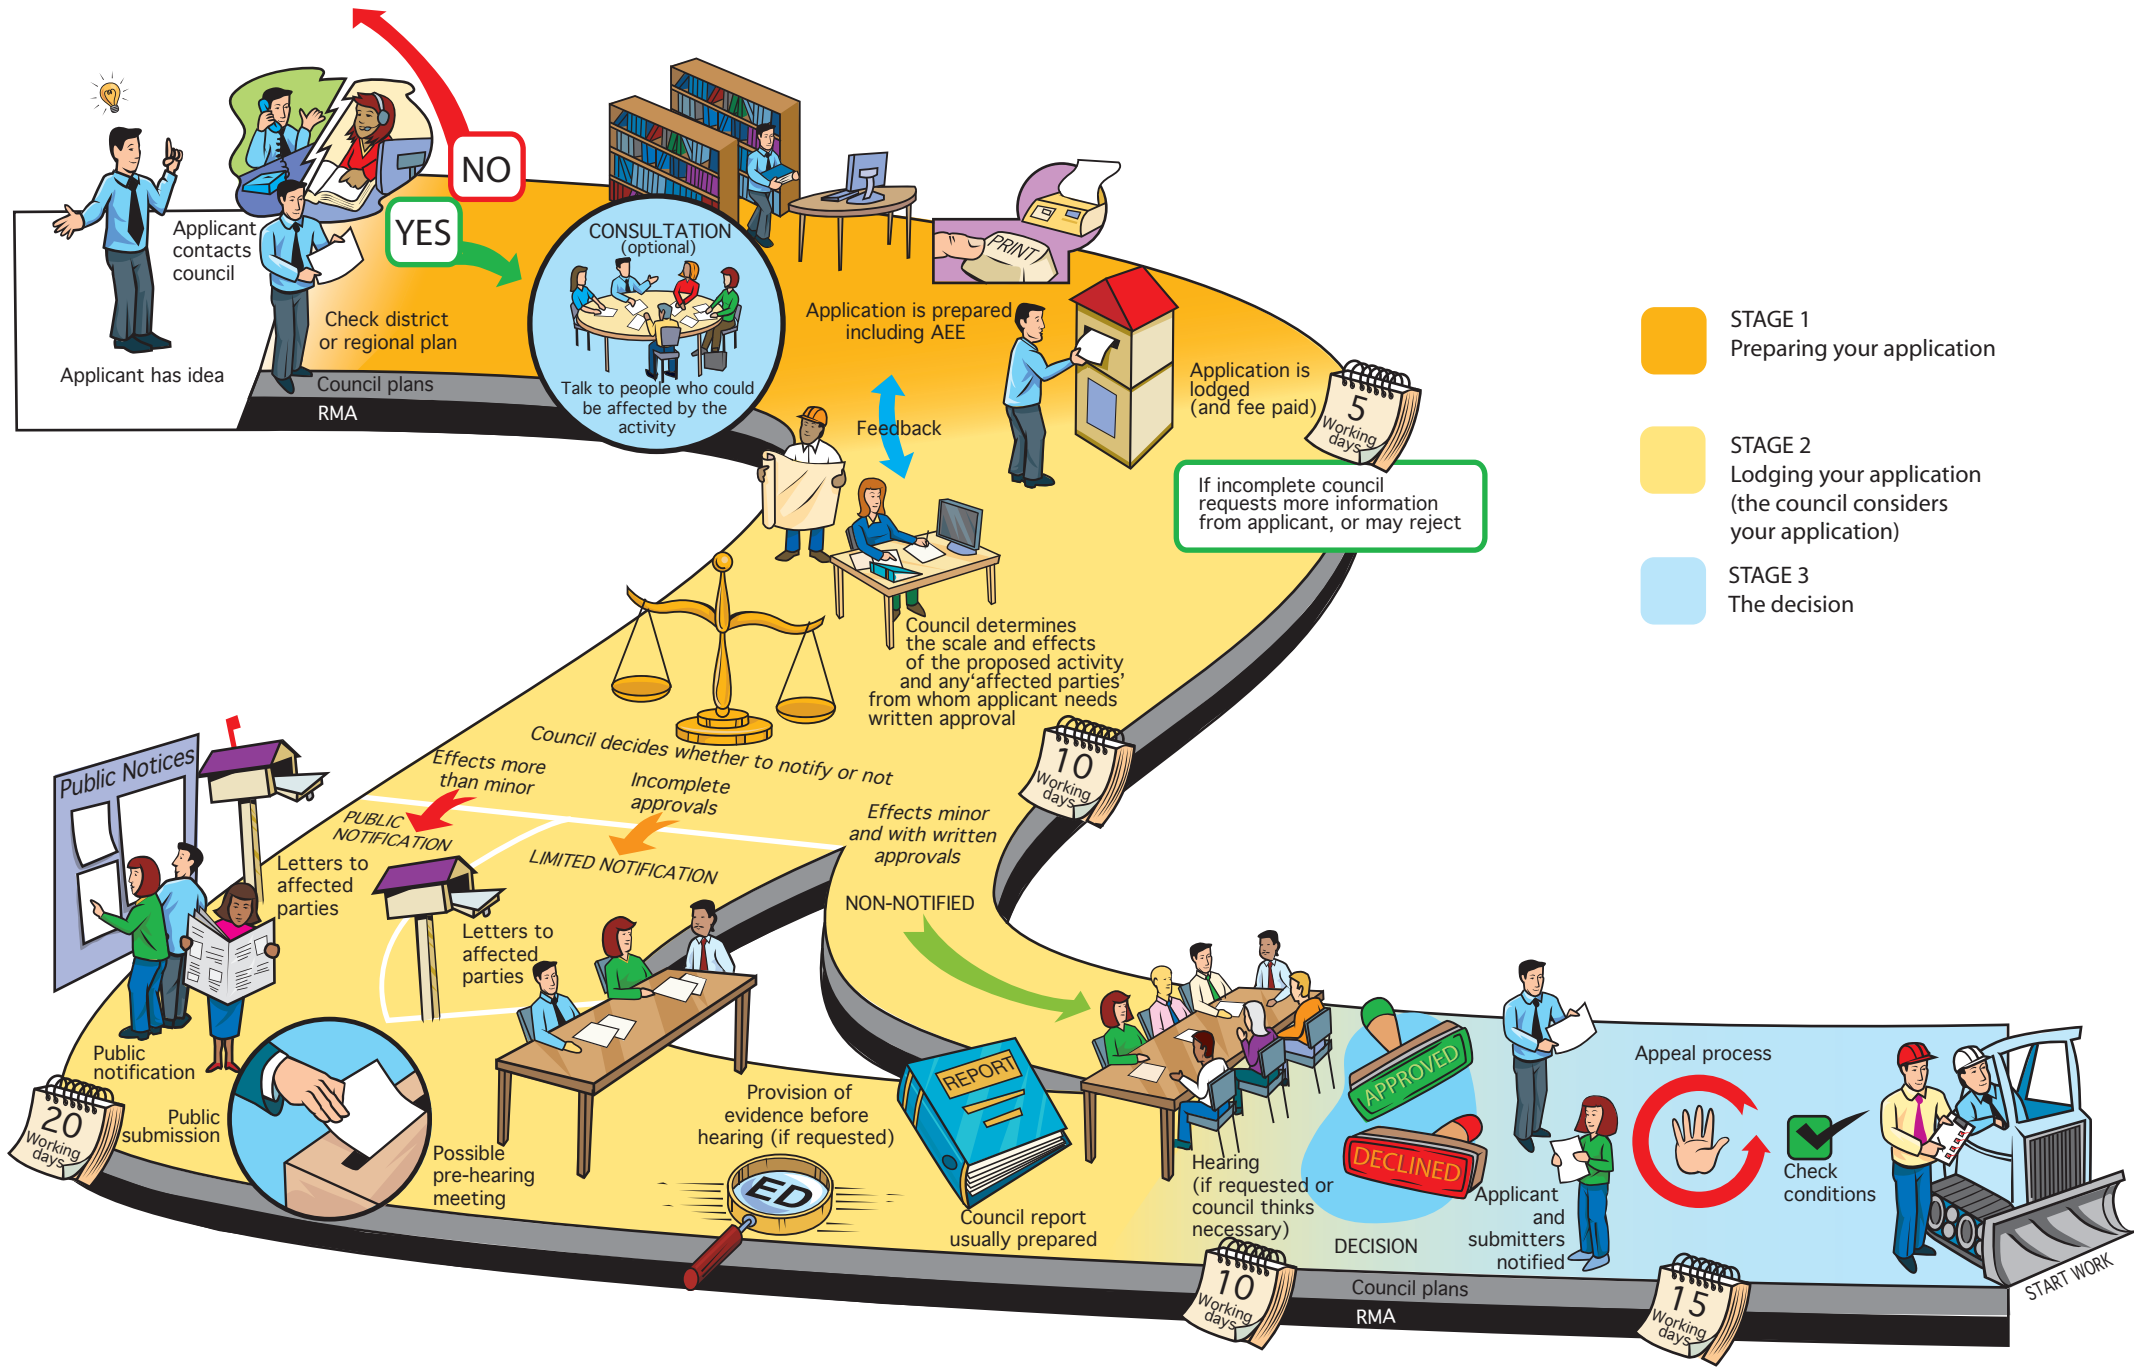 NO
YES
Applicant
contacts
council
Applicant has idea
Check district
or regional plan
Council plans
RMA
CONSULTATION
(optional)
Talk to people who could
be affected by the
activity
PRINT
Application is prepared
including AEE
Feedback
Application is
lodged
(and fee paid)
5
Working
days
If incomplete council
requests more information
from applicant, or may reject
STAGE 1
Preparing your application
STAGE 2
Lodging your application
(the council considers
your application)
STAGE 3
The decision
Council determines
the scale and effects
of the proposed activity
and any ‘affected parties’
from whom applicant needs
written approval
10
Working
days
Council decides whether to notify or not
Effects more
than minor
Incomplete
approvals
Effects minor
and with written
approvals
PUBLIC
NOTIFICATION
LIMITED NOTIFICATION
NON-NOTIFIED
Public Notices
Letters to
affected
parties
Letters to
affected
parties
Public
notification
20
Working
days
Public
submission
Possible
pre-hearing
meeting
Provision of
evidence before
hearing (if requested)
ED
REPORT
Council report
usually prepared
Hearing
(if requested or
council thinks
necessary)
10
Working
days
APPROVED
DECLINED
DECISION
Applicant
and
submitters
notified
Appeal process
Check
conditions
15
Working
days
START WORK
Council plans
RMA